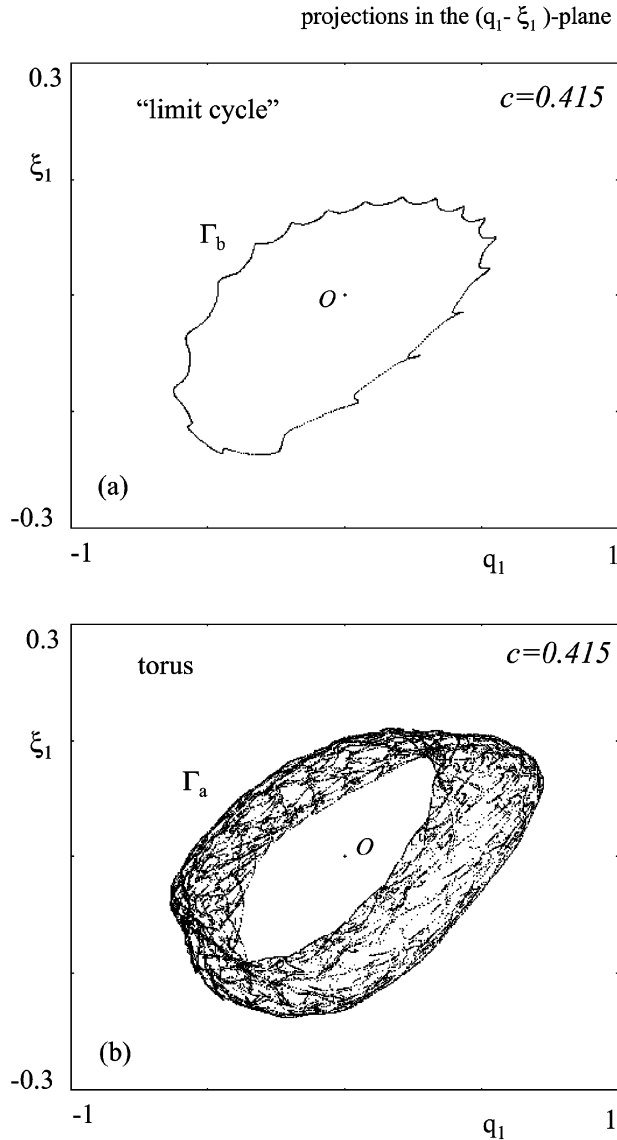 projections in the (q₁- ξ₁ )-plane
0.3
“limit cycle”
c=0.415
ξ₁
Γb
O
(a)
-0.3
-1
q₁
1
0.3
torus
c=0.415
ξ₁
Γa
O
(b)
-0.3
-1
q₁
1